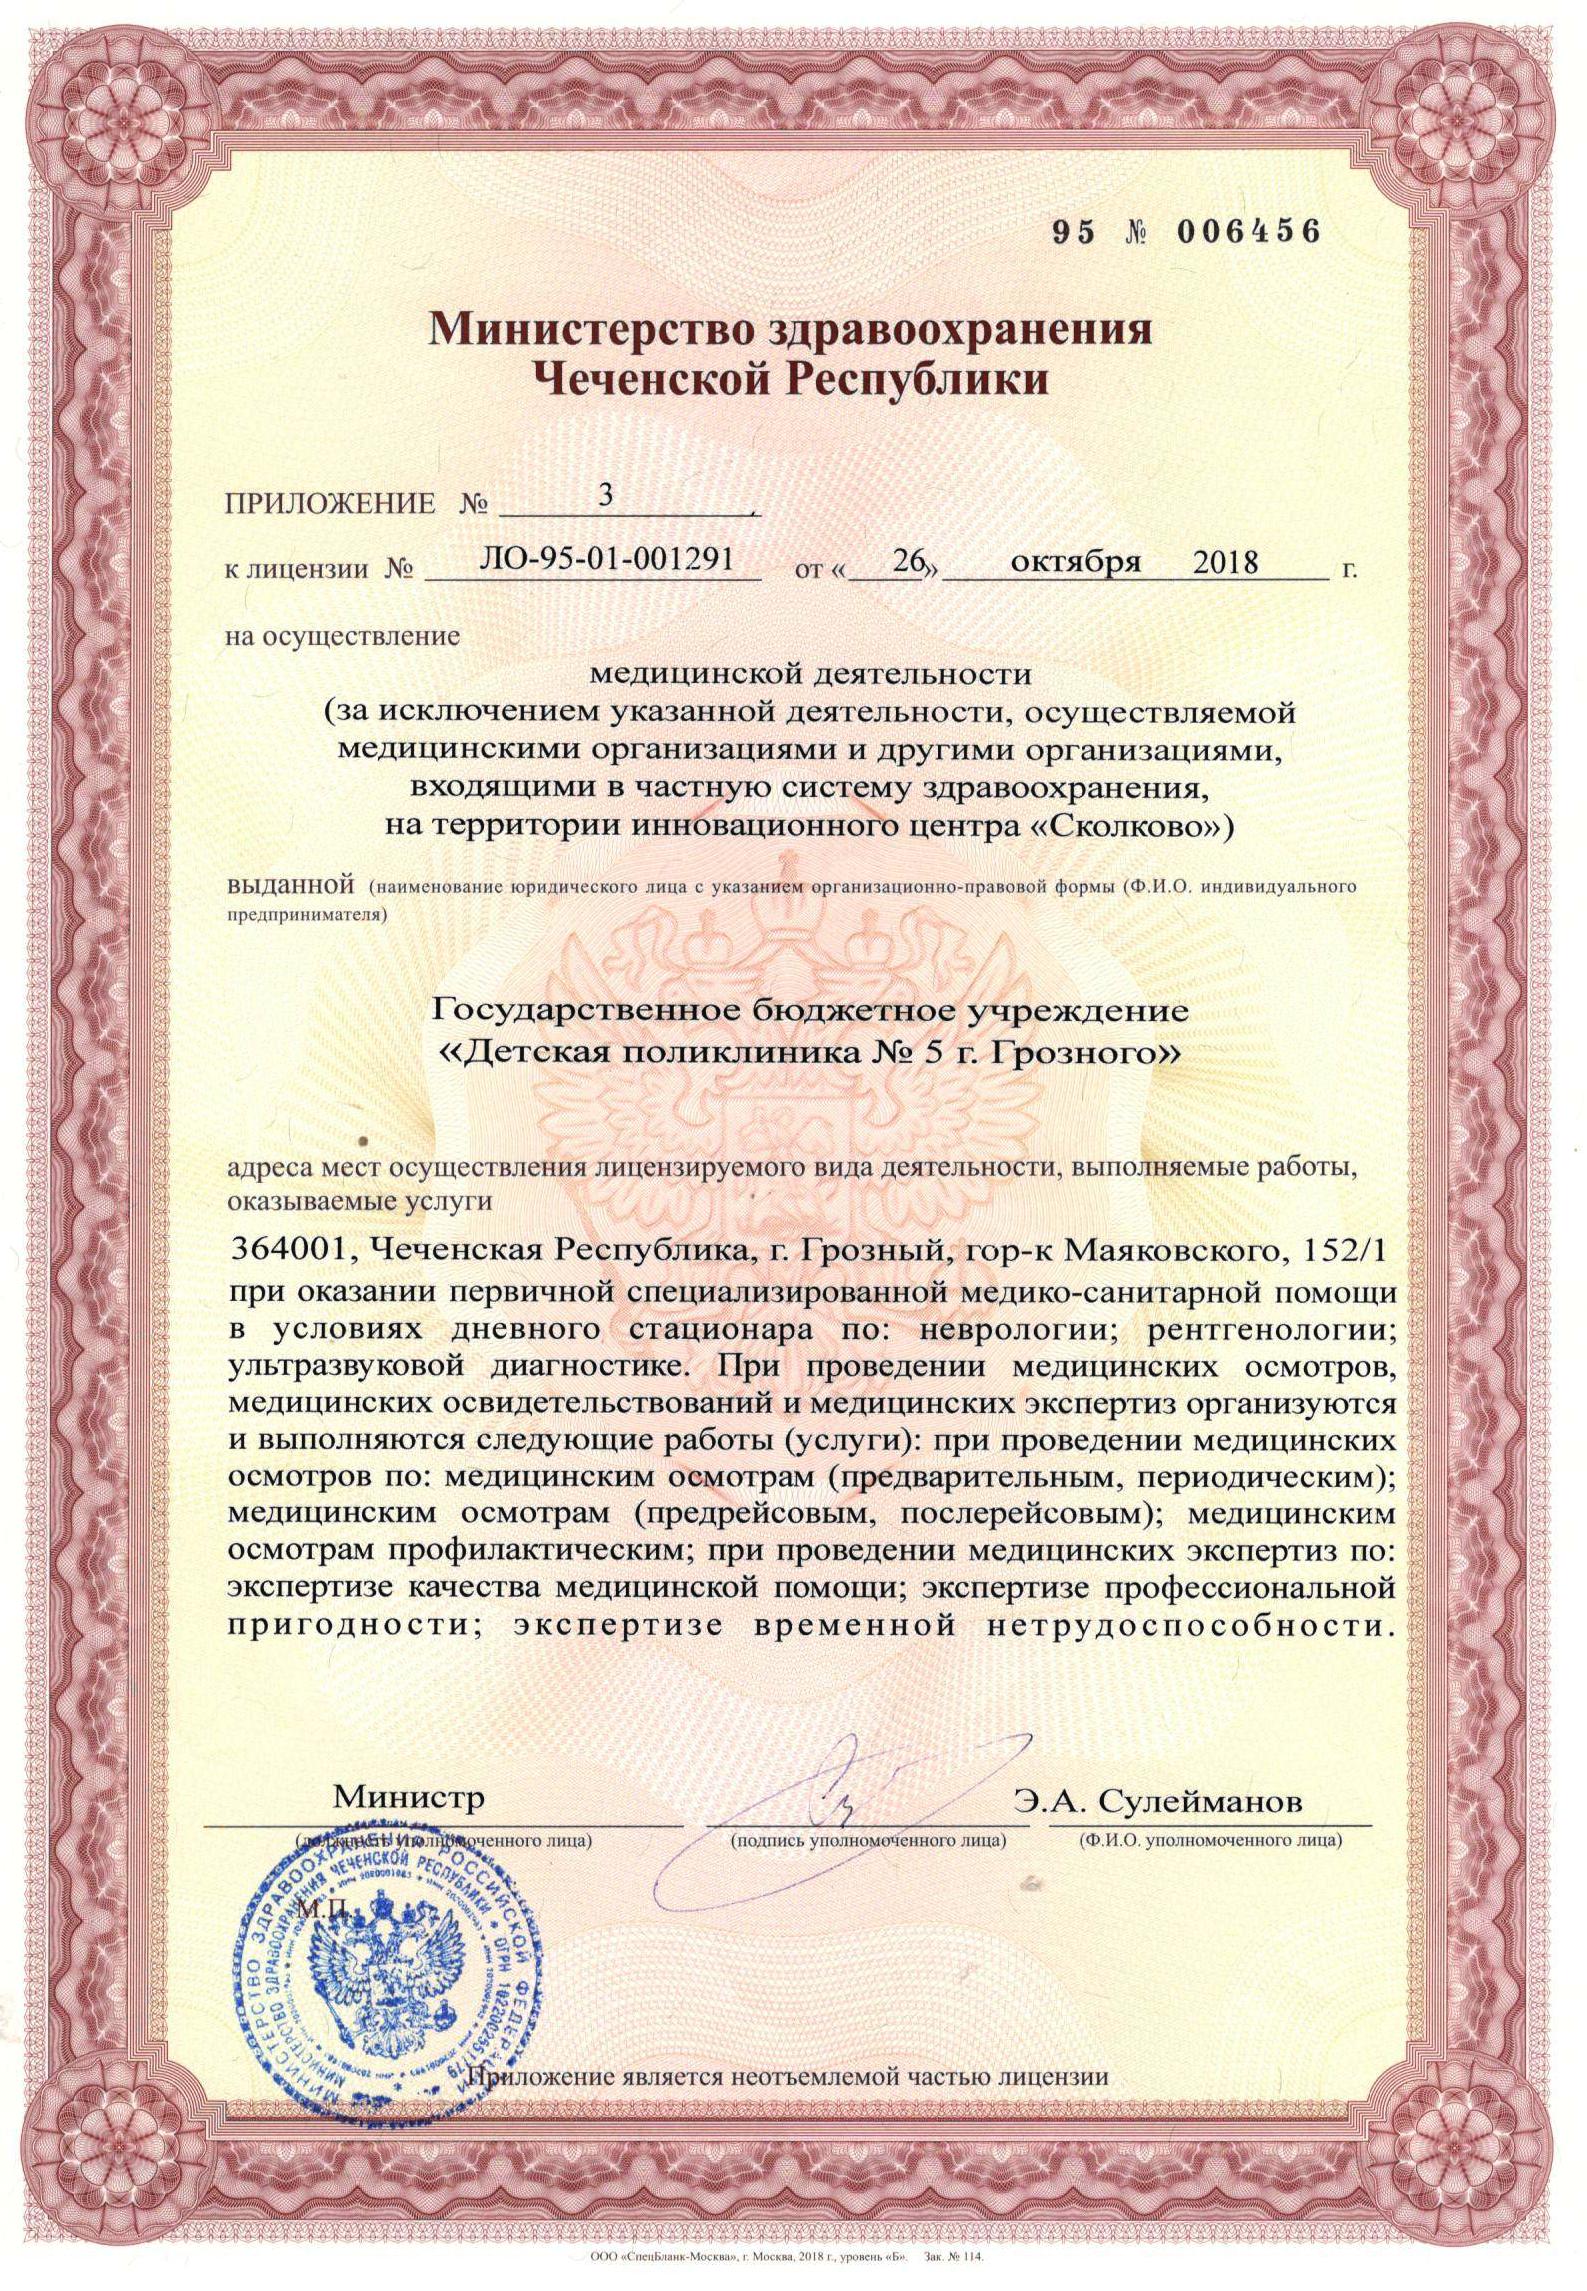 95 № 006456
Министерство здравоохранения
Чеченской Республики
ПРИЛОЖЕНИЕ № 3
к лицензии № ЛО-95-01-001291 от « 26 » октября 2018 г.
на осуществление
медицинской деятельности
(за исключением указанной деятельности, осуществляемой
медицинскими организациями и другими организациями,
входящими в частную систему здравоохранения,
на территории инновационного центра «Сколково»)
выданной (наименование юридического лица с указанием организационно-правовой формы (Ф.И.О. индивидуального
предпринимателя)
Государственное бюджетное учреждение
«Детская поликлиника № 5 г. Грозного»
адреса мест осуществления лицензируемого вида деятельности, выполняемые работы,
оказываемые услуги
364001, Чеченская Республика, г. Грозный, гор-к Маяковского, 152/1
при оказании первичной специализированной медико-санитарной помощи
в условиях дневного стационара по: неврологии; рентгенологии;
ультразвуковой диагностике. При проведении медицинских осмотров,
медицинских освидетельствований и медицинских экспертиз организуются
и выполняются следующие работы (услуги): при проведении медицинских
осмотров по: медицинским осмотрам (предварительным, периодическим);
медицинским осмотрам (предрейсовым, послерейсовым); медицинским
осмотрам профилактическим; при проведении медицинских экспертиз по:
экспертизе качества медицинской помощи; экспертизе профессиональной
пригодности; экспертизе временной нетрудоспособности.
Министр
Э.А. Сулейманов
(должность уполномоченного лица)
(подпись уполномоченного лица)
(Ф.И.О. уполномоченного лица)
М.П.
МИНИСТЕРСТВО ЗДРАВООХРАНЕНИЯ РОССИЙСКОЙ ФЕДЕРАЦИИ
МИНИСТЕРСТВО ЗДРАВООХРАНЕНИЯ ЧЕЧЕНСКОЙ РЕСПУБЛИКИ * ОГРН 1022002551179
Приложение является неотъемлемой частью лицензии
ООО «СпецБланк-Москва», г. Москва, 2018 г., уровень «Б». Зак. № 114.